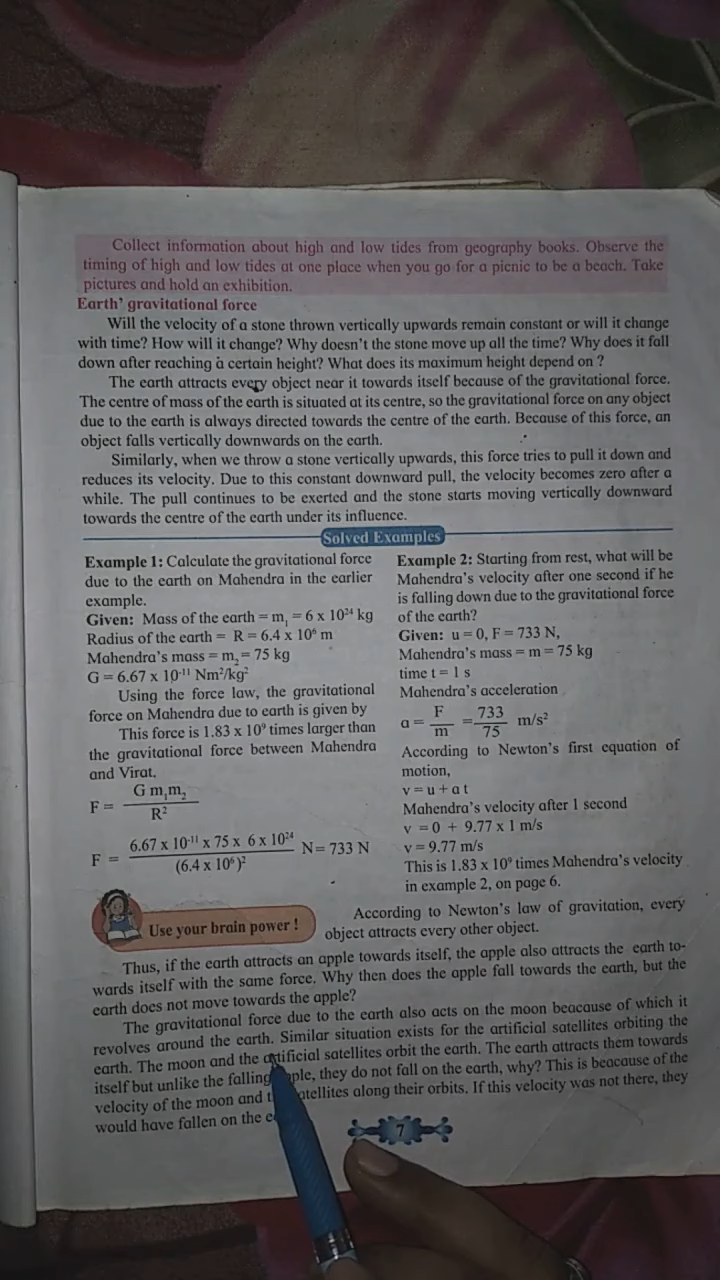 Collect information about high and low tides from geography books. Observe the
timing of high and low tides at one place when you go for a picnic to be a beach. Take
pictures and hold an exhibition.
Earth' gravitational force
Will the velocity of a stone thrown vertically upwards remain constant or will it change
with time? How will it change? Why doesn't the stone move up all the time? Why does it fall
down after reaching a certain height? What does its maximum height depend on ?
The earth attracts every object near it towards itself because of the gravitational force.
The centre of mass of the earth is situated at its centre, so the gravitational force on any object
due to the earth is always directed towards the centre of the earth. Because of this force, an
object falls vertically downwards on the earth.
Similarly, when we throw a stone vertically upwards, this force tries to pull it down and
reduces its velocity. Due to this constant downward pull, the velocity becomes zero after a
while. The pull continues to be exerted and the stone starts moving vertically downward
towards the centre of the earth under its influence.
Solved Examples
Example 1: Calculate the gravitational force
due to the earth on Mahendra in the earlier
example.
Given: Mass of the earth = m₁ = 6 x 10²⁴ kg
Radius of the earth = R = 6.4 x 10⁶ m
Mahendra's mass = m₂ = 75 kg
G = 6.67 x 10⁻¹¹ Nm²/kg²
Using the force law, the gravitational
force on Mahendra due to earth is given by
This force is 1.83 x 10⁹ times larger than
the gravitational force between Mahendra
and Virat.
F = G m₁m₂ / R²
F = 6.67 x 10⁻¹¹ x 75 x 6 x 10²⁴ / (6.4 x 10⁶)² N = 733 N
Example 2: Starting from rest, what will be
Mahendra's velocity after one second if he
is falling down due to the gravitational force
of the earth?
Given: u = 0, F = 733 N,
Mahendra's mass = m = 75 kg
time t = 1 s
Mahendra's acceleration
a = F / m = 733 / 75 m/s²
According to Newton's first equation of
motion,
v = u + a t
Mahendra's velocity after 1 second
v = 0 + 9.77 x 1 m/s
v = 9.77 m/s
This is 1.83 x 10⁹ times Mahendra's velocity
in example 2, on page 6.
Use your brain power !
According to Newton's law of gravitation, every
object attracts every other object.
Thus, if the earth attracts an apple towards itself, the apple also attracts the earth to-
wards itself with the same force. Why then does the apple fall towards the earth, but the
earth does not move towards the apple?
The gravitational force due to the earth also acts on the moon beacause of which it
revolves around the earth. Similar situation exists for the artificial satellites orbiting the
earth. The moon and the artificial satellites orbit the earth. The earth attracts them towards
itself but unlike the falling, they do not fall on the earth, why? This is beacause of the
velocity of the moon and along their orbits. If this velocity was not there, they
would have fallen on the
7